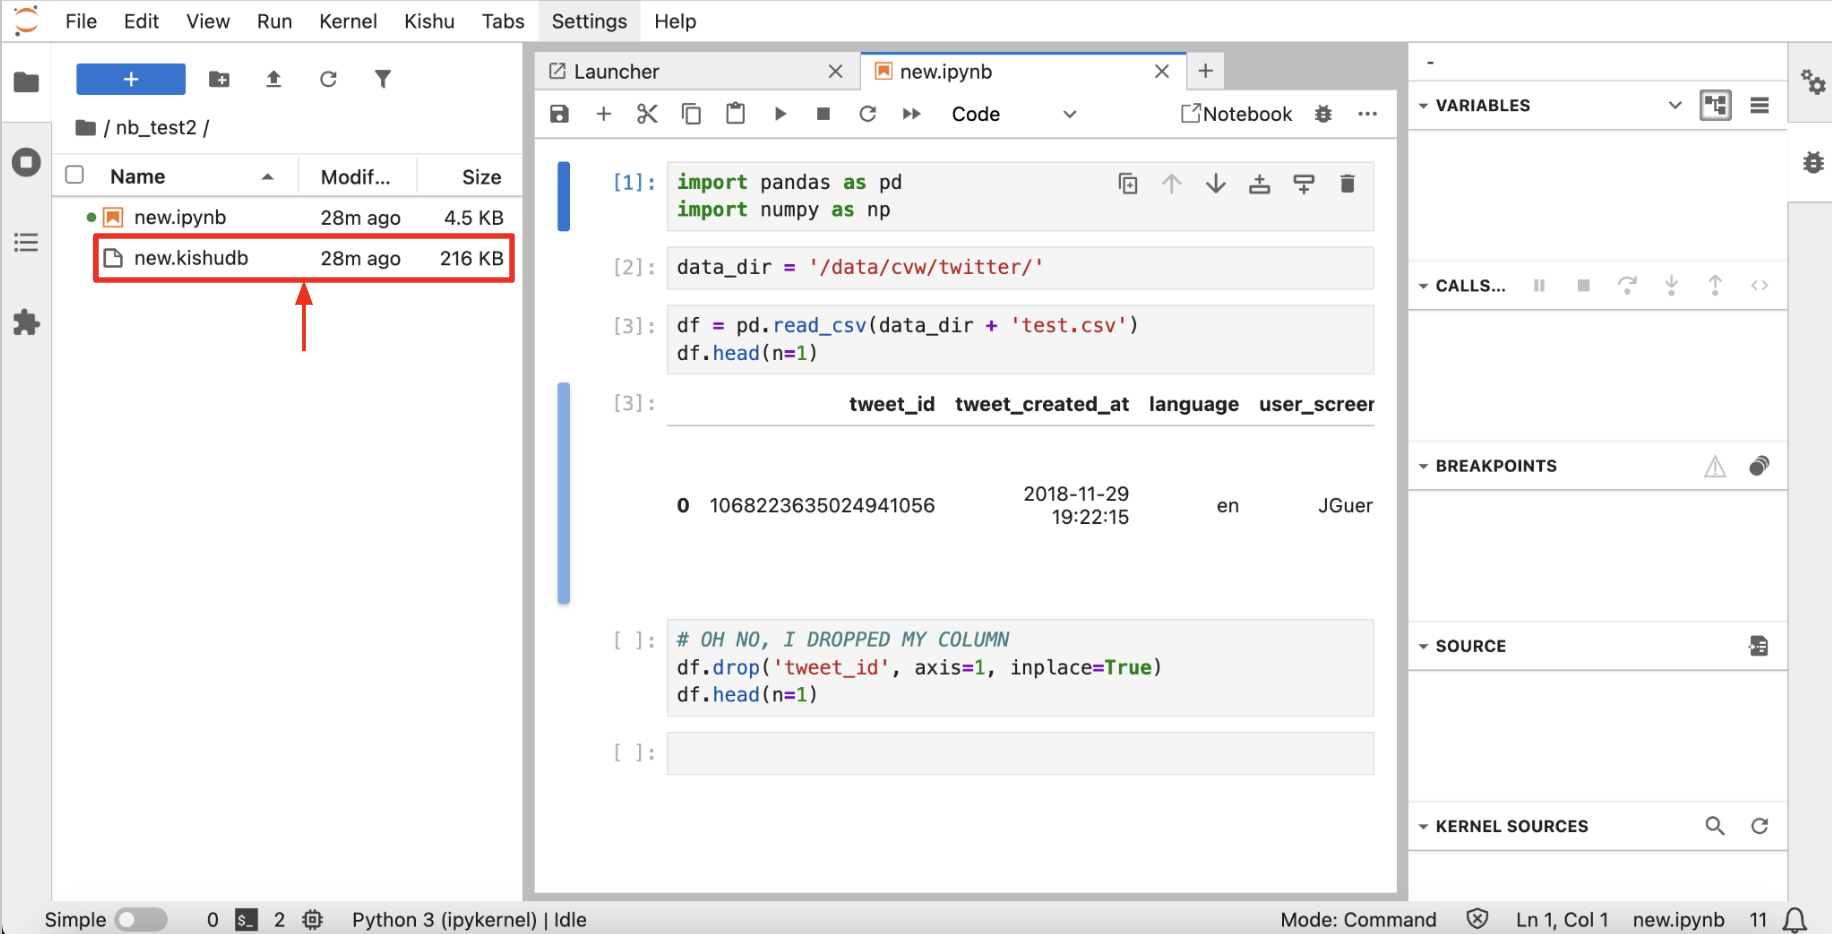 File Edit View Run Kernel Kishu Tabs Settings Help
/ nb_test2 /
Name Modif... Size
new.ipynb 28m ago 4.5 KB
new.kishudb 28m ago 216 KB
Launcher
new.ipynb
Code
Notebook
[1]: import pandas as pd
import numpy as np
[2]: data_dir = '/data/cvw/twitter/'
[3]: df = pd.read_csv(data_dir + 'test.csv')
df.head(n=1)
[3]: tweet_id tweet_created_at language user_screen
0 1068223635024941056 2018-11-29 19:22:15 en JGuer
[ ]: # OH NO, I DROPPED MY COLUMN
df.drop('tweet_id', axis=1, inplace=True)
df.head(n=1)
[ ]:
-
VARIABLES
CALLS...
BREAKPOINTS
SOURCE
KERNEL SOURCES
Simple 0 $_ 2 Python 3 (ipykernel) | Idle
Mode: Command Ln 1, Col 1 new.ipynb 11